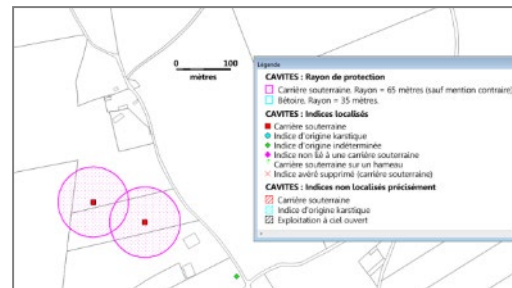 0 100
mètres
Légende
CAVITES : Rayon de protection
Carrière souterraine. Rayon = 65 mètres (sauf mention contraire)
Bétoire. Rayon = 35 mètres.
CAVITES : Indices localisés
Carrière souterraine
Indice d'origine karstique
Indice d'origine indéterminée
Indice non lié à une carrière souterraine
Carrière souterraine sur un hameau
Indice avéré supprimé (carrière souterraine)
CAVITES : Indices non localisés précisément
Carrière souterraine
Indice d'origine karstique
Exploitation à ciel ouvert